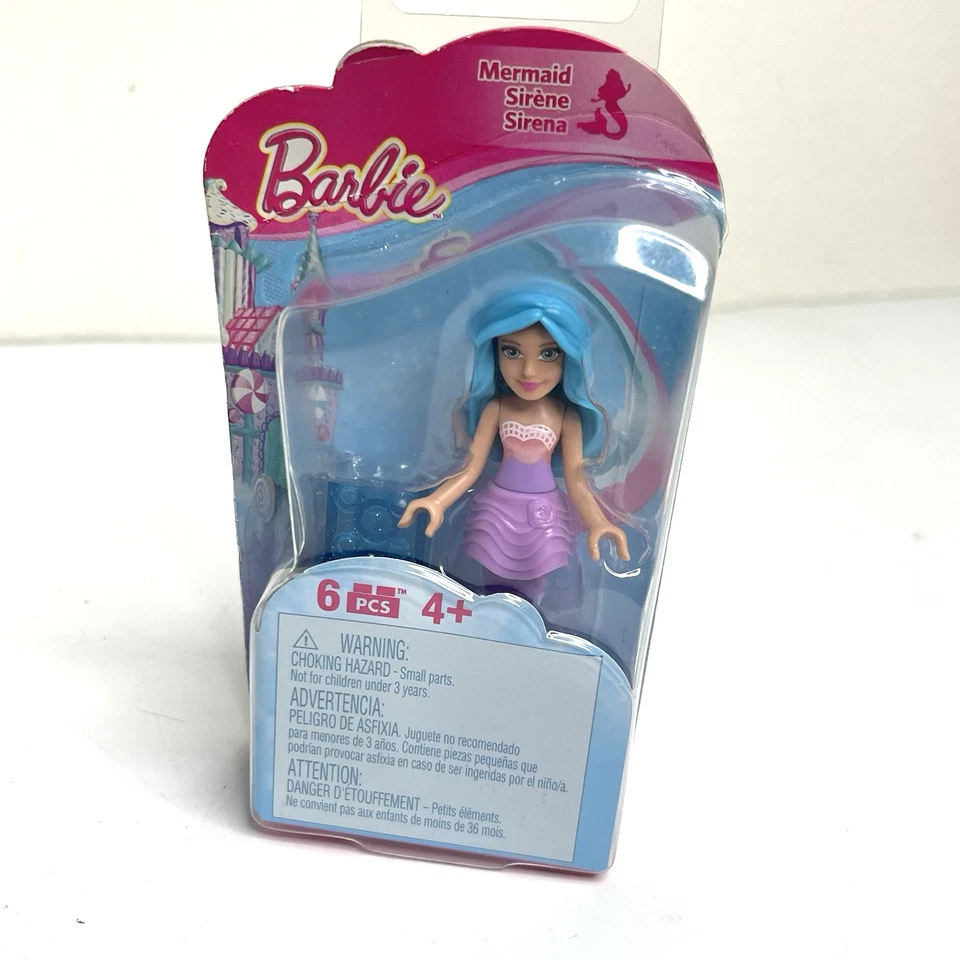 Mermaid
Sirène
Sirena
Barbie™
6 PCS™ 4+
WARNING:
CHOKING HAZARD - Small parts.
Not for children under 3 years.
ADVERTENCIA:
PELIGRO DE ASFIXIA. Juguete no recomendado
para menores de 3 años. Contiene piezas pequeñas que
podrían provocar asfixia en caso de ser ingeridas por el niño/a.
ATTENTION:
DANGER D'ÉTOUFFEMENT – Petits éléments.
Ne convient pas aux enfants de moins de 36 mois.